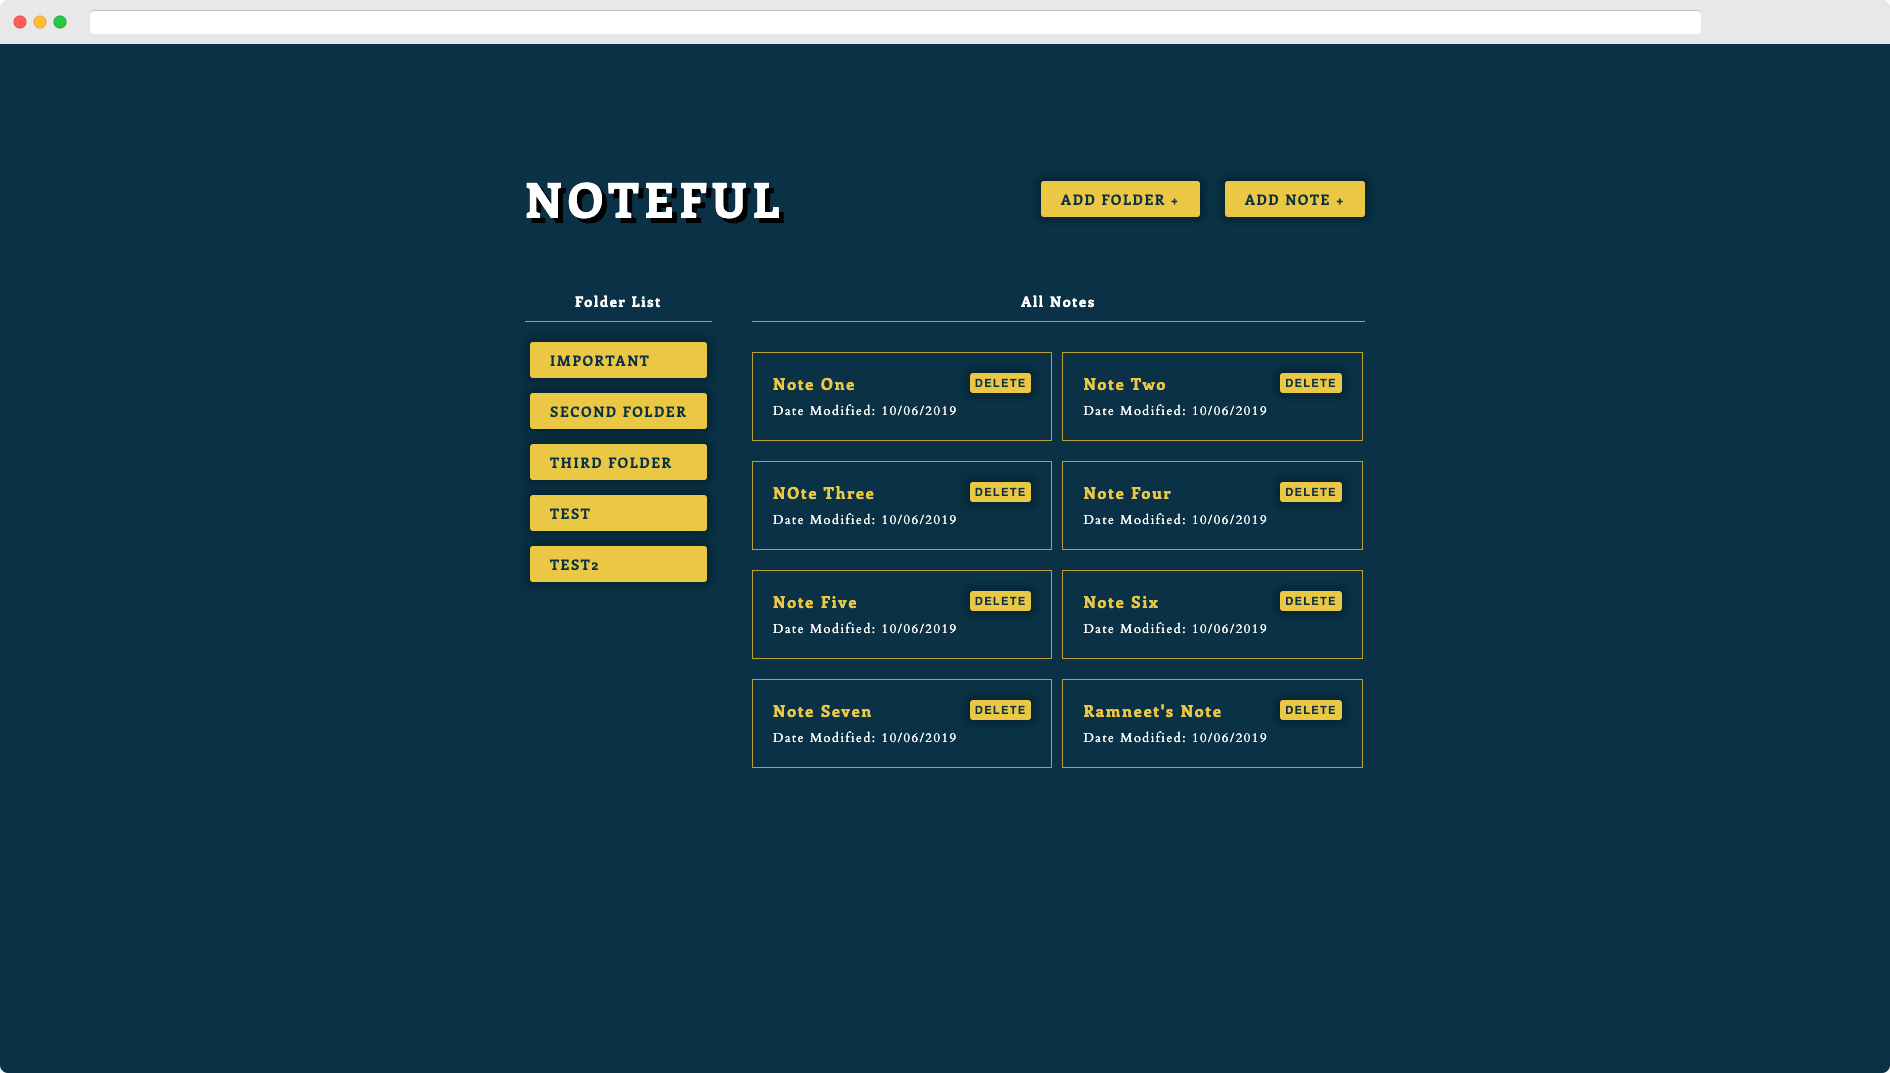 NOTEFUL
ADD FOLDER +
ADD NOTE +
Folder List
IMPORTANT
SECOND FOLDER
THIRD FOLDER
TEST
TEST2
All Notes
Note One
DELETE
Date Modified: 10/06/2019
Note Two
DELETE
Date Modified: 10/06/2019
NOte Three
DELETE
Date Modified: 10/06/2019
Note Four
DELETE
Date Modified: 10/06/2019
Note Five
DELETE
Date Modified: 10/06/2019
Note Six
DELETE
Date Modified: 10/06/2019
Note Seven
DELETE
Date Modified: 10/06/2019
Ramneet's Note
DELETE
Date Modified: 10/06/2019